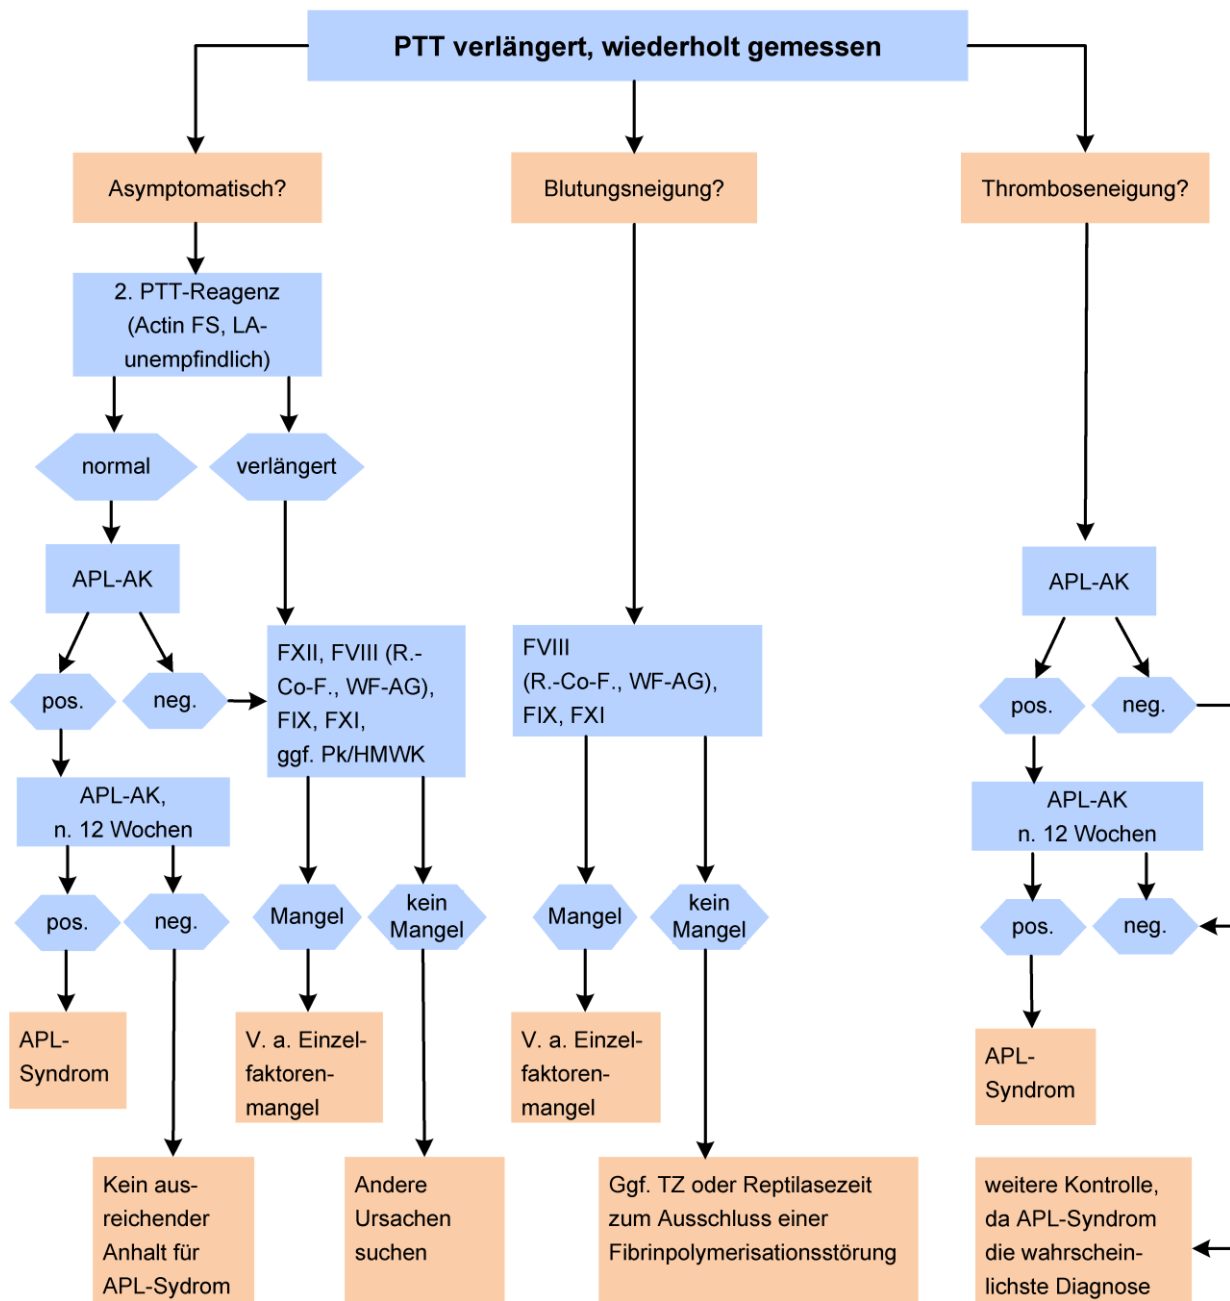 PTT verlängert, wiederholt gemessen
Asymptomatisch?
Blutungsneigung?
Thromboseneigung?
2. PTT-Reagenz
(Actin FS, LA-
unempfindlich)
normal
verlängert
APL-AK
pos.
neg.
FXII, FVIII (R.-
Co-F., WF-AG),
FIX, FXI,
ggf. Pk/HMWK
FVIII
(R.-Co-F., WF-AG),
FIX, FXI
APL-AK
pos.
neg.
APL-AK,
n. 12 Wochen
APL-AK
n. 12 Wochen
pos.
neg.
Mangel
kein
Mangel
Mangel
kein
Mangel
pos.
neg.
APL-
Syndrom
V. a. Einzel-
faktoren-
mangel
V. a. Einzel-
faktoren-
mangel
APL-
Syndrom
Kein aus-
reichender
Anhalt für
APL-Sydrom
Andere
Ursachen
suchen
Ggf. TZ oder Reptilasezeit
zum Ausschluss einer
Fibrinpolymerisationsstörung
weitere Kontrolle,
da APL-Syndrom
die wahrschein-
lichste Diagnose